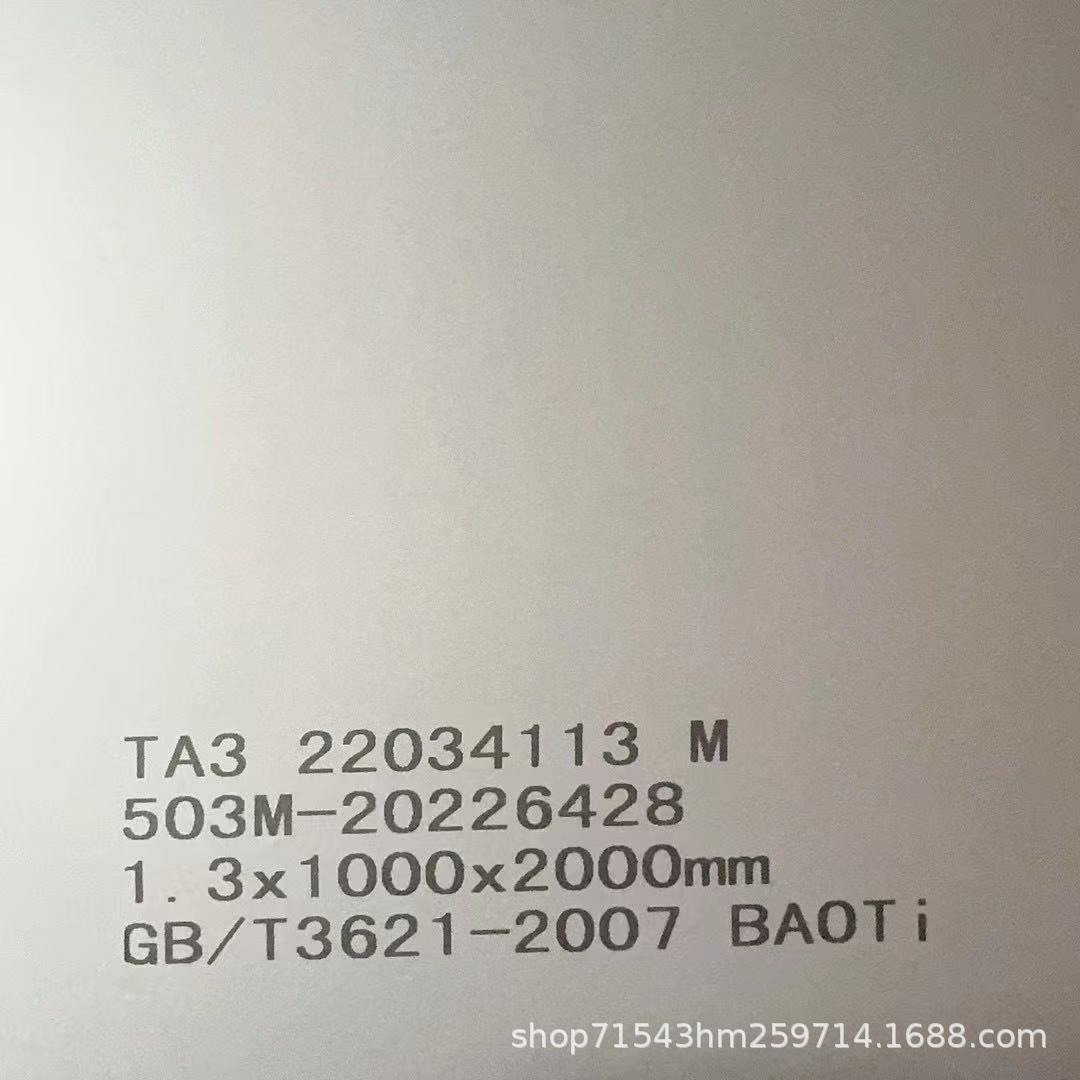 TA3 22034113 M
503M-20226428
1.3x1000x2000mm
GB/T3621-2007 BAOTi
shop71543hm259714.1688.com